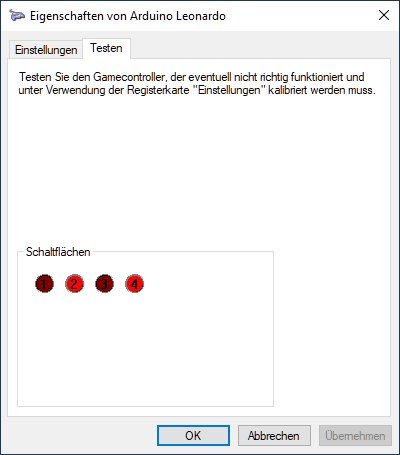 Eigenschaften von Arduino Leonardo
Einstellungen Testen
Testen Sie den Gamecontroller, der eventuell nicht richtig funktioniert und
unter Verwendung der Registerkarte "Einstellungen" kalibriert werden muss.
Schaltflächen
1 2 3 4
OK Abbrechen Übernehmen